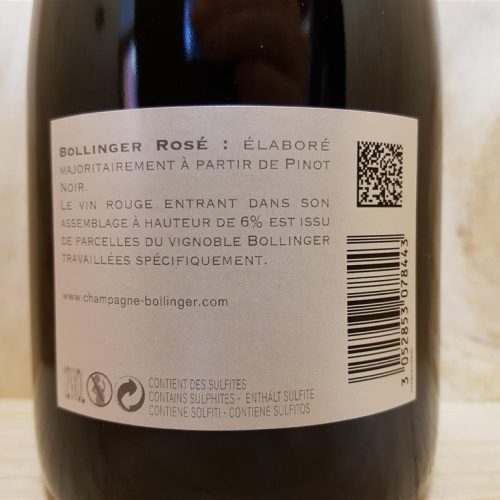 BOLLINGER ROSÉ : ÉLABORÉ
MAJORITAIREMENT À PARTIR DE PINOT
NOIR.
LE VIN ROUGE ENTRANT DANS SON
ASSEMBLAGE À HAUTEUR DE 6% EST ISSU
DE PARCELLES DU VIGNOBLE BOLLINGER
TRAVAILLÉES SPÉCIFIQUEMENT.
www.champagne-bollinger.com
12%VOL
CONTIENT DES SULFITES
CONTAINS SULPHITES - ENTHÄLT SULFITE
CONTIENE SOLFITI - CONTIENE SULFITOS
3 052853 078443